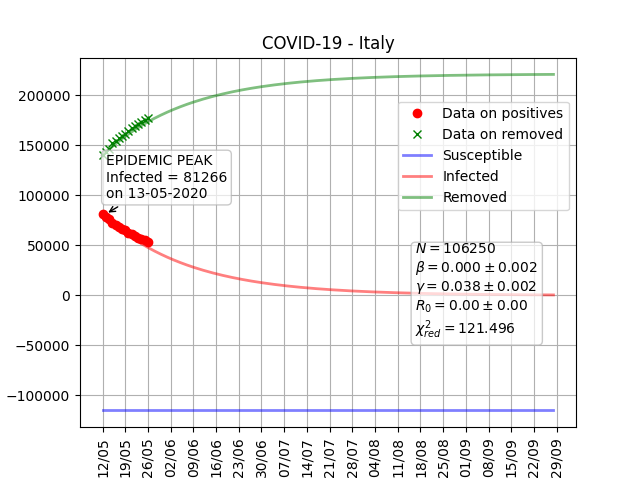 COVID-19 - Italy
200000
150000
100000
50000
0
−50000
−100000
EPIDEMIC PEAK
Infected = 81266
on 13-05-2020
Data on positives
Data on removed
Susceptible
Infected
Removed
N = 106250
β = 0.000 ± 0.002
γ = 0.038 ± 0.002
R₀ = 0.00 ± 0.00
χ²red = 121.496
12/05
19/05
26/05
02/06
09/06
16/06
23/06
30/06
07/07
14/07
21/07
28/07
04/08
11/08
18/08
25/08
01/09
08/09
15/09
22/09
29/09